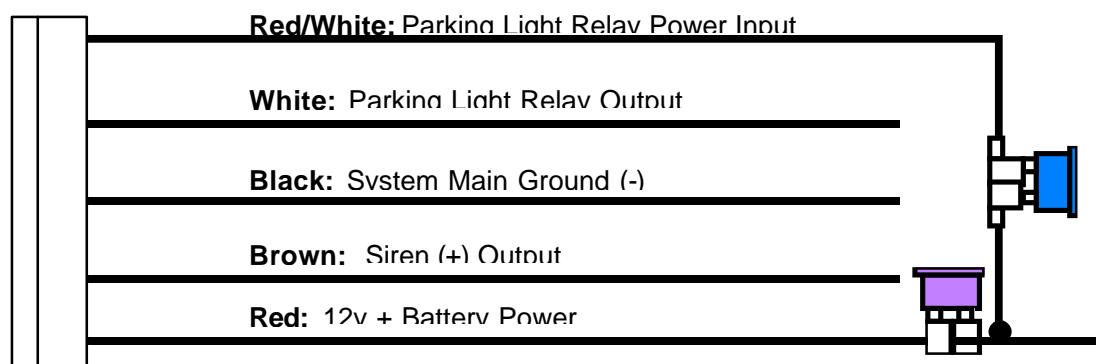 Red/White: Parking Light Relay Power Input
White: Parking Light Relay Output
Black: System Main Ground (-)
Brown: Siren (+) Output
Red: 12v + Battery Power